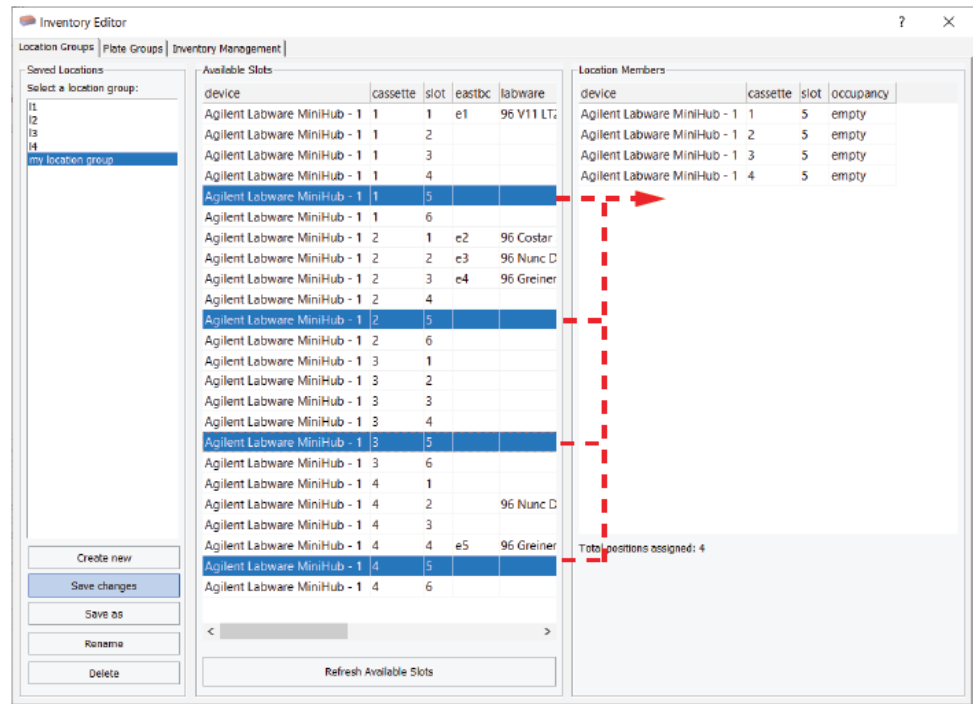 Inventory Editor ? ×
Location Groups Plate Groups Inventory Management
Saved Locations
Select a location group:
l1
l2
l3
l4
my location group
Create new
Save changes
Save as
Rename
Delete
Available Slots
device cassette slot eastbc labware
Agilent Labware MiniHub - 1 1 1 e1 96 V11 LT2
Agilent Labware MiniHub - 1 1 2
Agilent Labware MiniHub - 1 1 3
Agilent Labware MiniHub - 1 1 4
Agilent Labware MiniHub - 1 1 5
Agilent Labware MiniHub - 1 1 6
Agilent Labware MiniHub - 1 2 1 e2 96 Costar
Agilent Labware MiniHub - 1 2 2 e3 96 Nunc D
Agilent Labware MiniHub - 1 2 3 e4 96 Greiner
Agilent Labware MiniHub - 1 2 4
Agilent Labware MiniHub - 1 2 5
Agilent Labware MiniHub - 1 2 6
Agilent Labware MiniHub - 1 3 1
Agilent Labware MiniHub - 1 3 2
Agilent Labware MiniHub - 1 3 3
Agilent Labware MiniHub - 1 3 4
Agilent Labware MiniHub - 1 3 5
Agilent Labware MiniHub - 1 3 6
Agilent Labware MiniHub - 1 4 1
Agilent Labware MiniHub - 1 4 2 96 Nunc D
Agilent Labware MiniHub - 1 4 3
Agilent Labware MiniHub - 1 4 4 e5 96 Greiner
Agilent Labware MiniHub - 1 4 5
Agilent Labware MiniHub - 1 4 6
Refresh Available Slots
Location Members
device cassette slot occupancy
Agilent Labware MiniHub - 1 1 5 empty
Agilent Labware MiniHub - 1 2 5 empty
Agilent Labware MiniHub - 1 3 5 empty
Agilent Labware MiniHub - 1 4 5 empty
Total positions assigned: 4